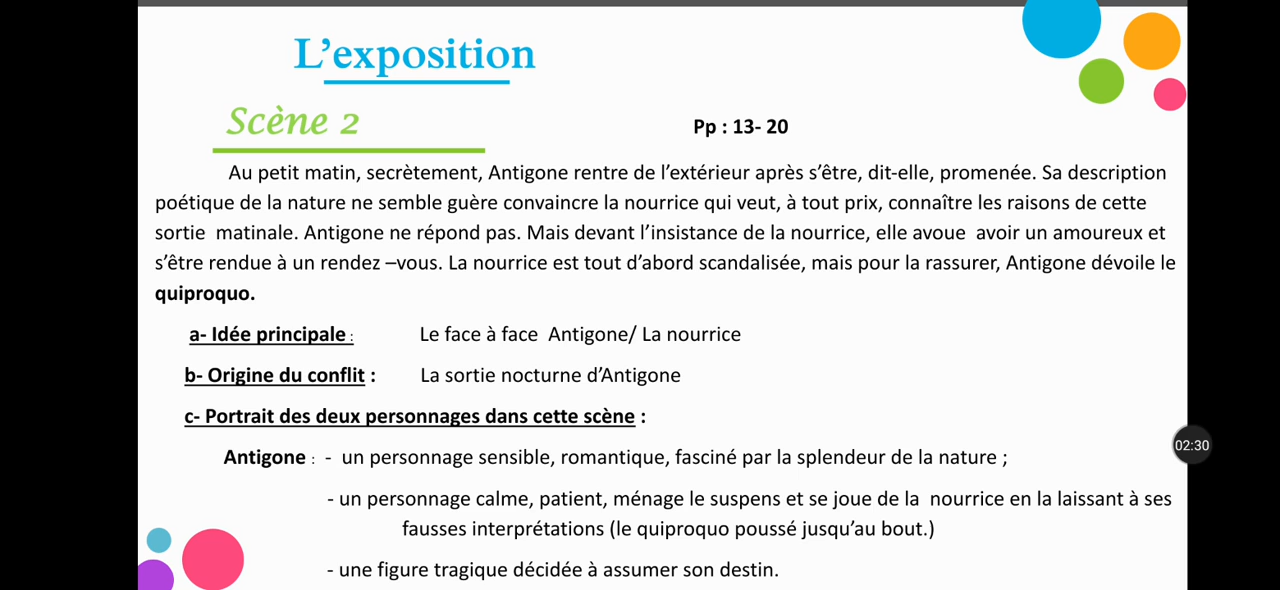 L’exposition
Scène 2
Pp : 13- 20
Au petit matin, secrètement, Antigone rentre de l’extérieur après s’être, dit-elle, promenée. Sa description
poétique de la nature ne semble guère convaincre la nourrice qui veut, à tout prix, connaître les raisons de cette
sortie matinale. Antigone ne répond pas. Mais devant l’insistance de la nourrice, elle avoue avoir un amoureux et
s’être rendue à un rendez –vous. La nourrice est tout d’abord scandalisée, mais pour la rassurer, Antigone dévoile le
quiproquo.
a- Idée principale : Le face à face Antigone/ La nourrice
b- Origine du conflit : La sortie nocturne d’Antigone
c- Portrait des deux personnages dans cette scène :
Antigone : - un personnage sensible, romantique, fasciné par la splendeur de la nature ;
- un personnage calme, patient, ménage le suspens et se joue de la nourrice en la laissant à ses
fausses interprétations (le quiproquo poussé jusqu’au bout.)
- une figure tragique décidée à assumer son destin.
02:30